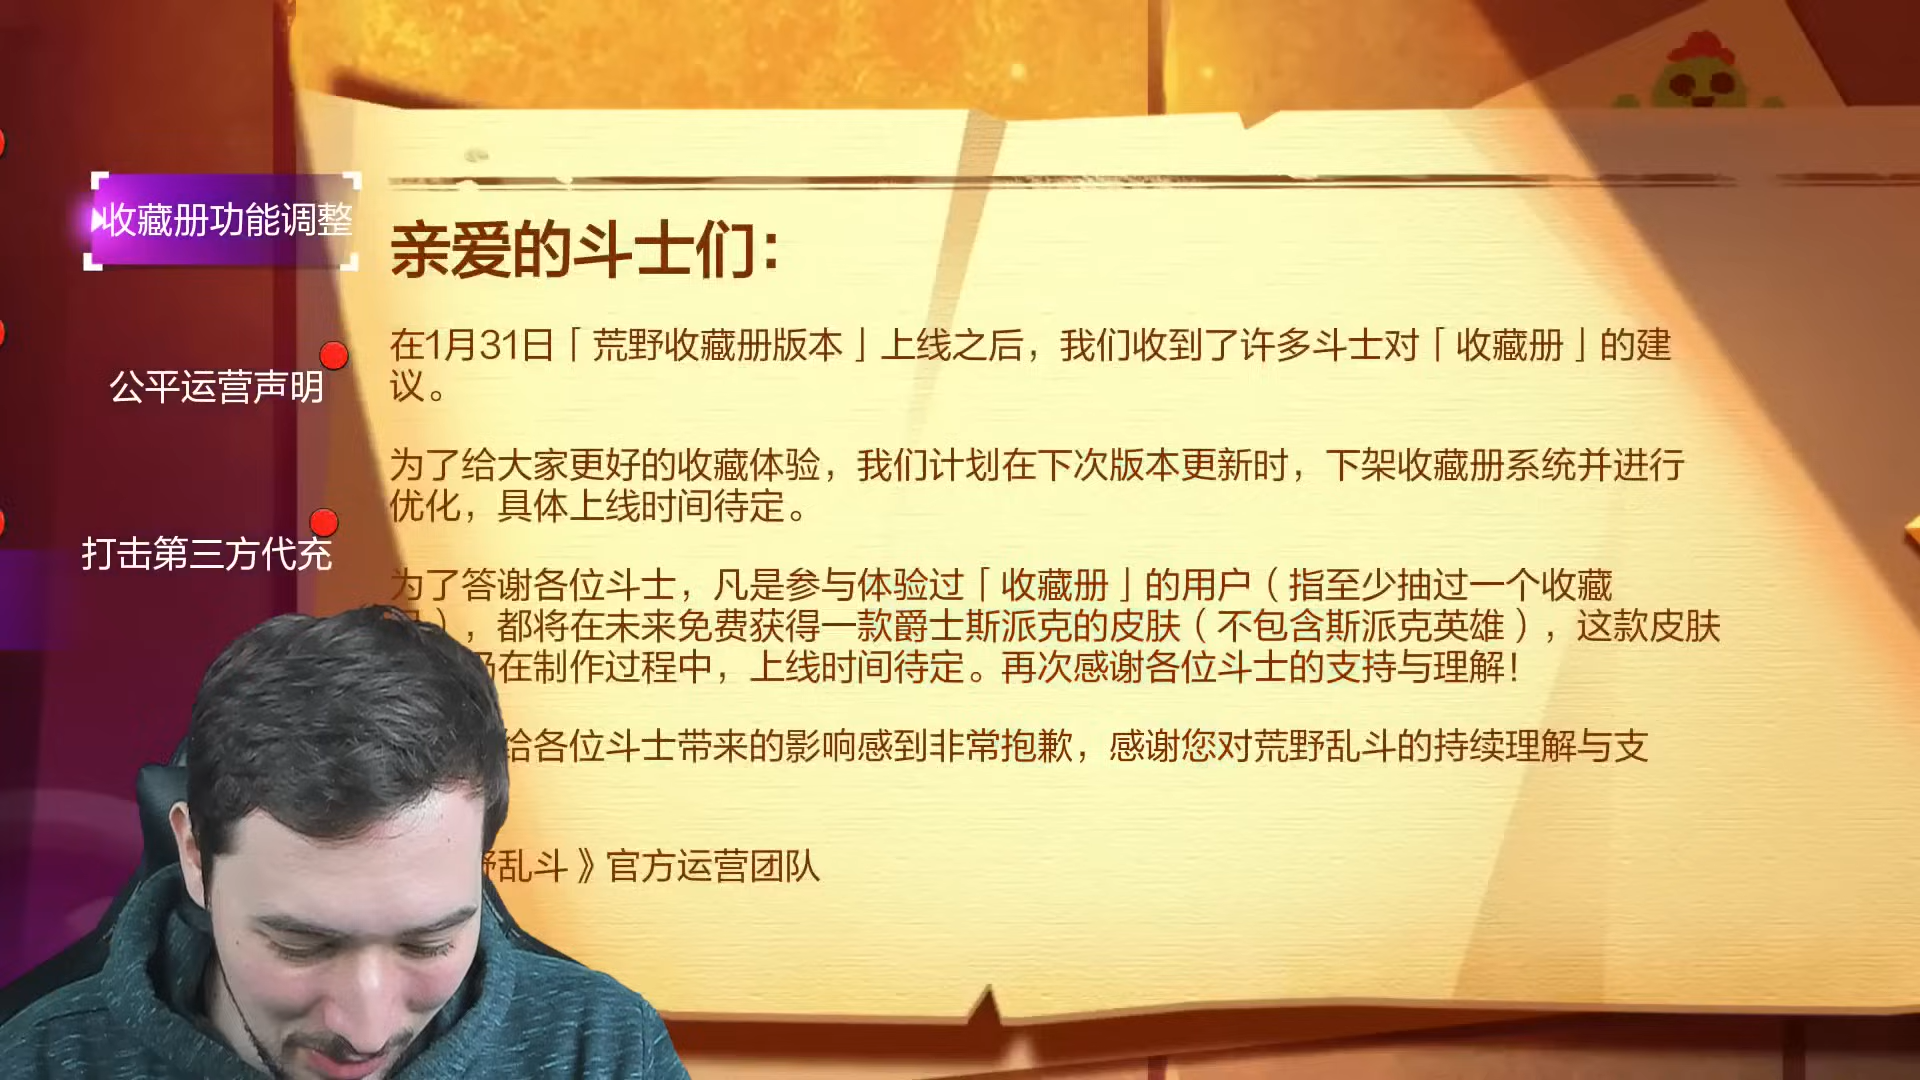 收藏册功能调整
公平运营声明
打击第三方代充
亲爱的斗士们：
在1月31日「荒野收藏册版本」上线之后，我们收到了许多斗士对「收藏册」的建
议。
为了给大家更好的收藏体验，我们计划在下次版本更新时，下架收藏册系统并进行
优化，具体上线时间待定。
为了答谢各位斗士，凡是参与体验过「收藏册」的用户（指至少抽过一个收藏
），都将在未来免费获得一款爵士斯派克的皮肤（不包含斯派克英雄），这款皮肤
仍在制作过程中，上线时间待定。再次感谢各位斗士的支持与理解！
给各位斗士带来的影响感到非常抱歉，感谢您对荒野乱斗的持续理解与支
野乱斗》官方运营团队